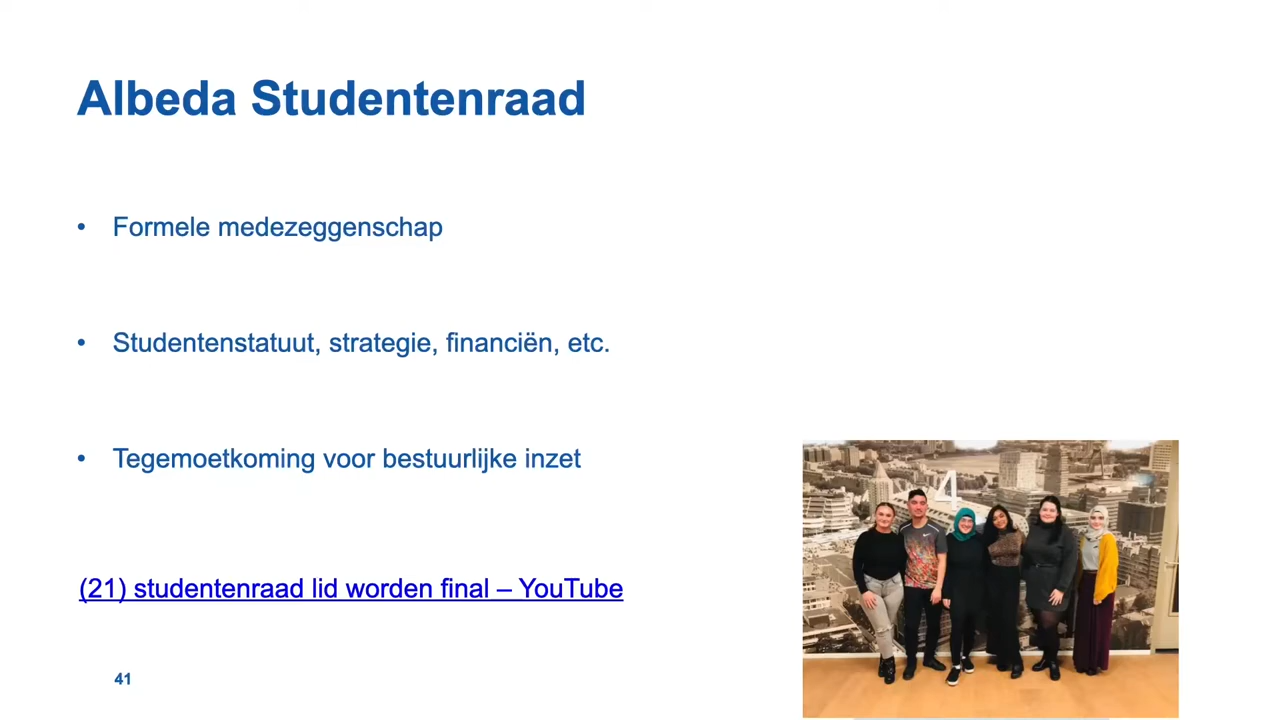 Albeda Studentenraad
• Formele medezeggenschap
• Studentenstatuut, strategie, financiën, etc.
• Tegemoetkoming voor bestuurlijke inzet
(21) studentenraad lid worden final – YouTube
41